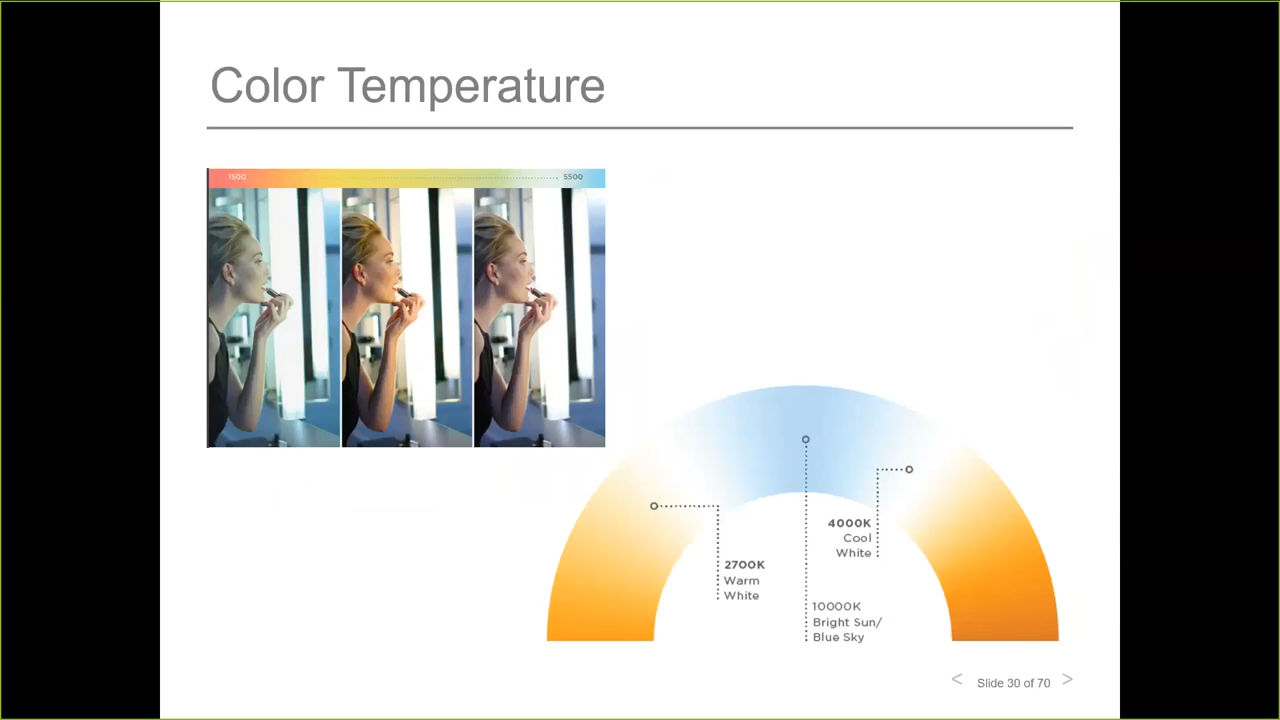 Color Temperature
1500
5500
2700K
Warm
White
10000K
Bright Sun/
Blue Sky
4000K
Cool
White
< Slide 30 of 70 >